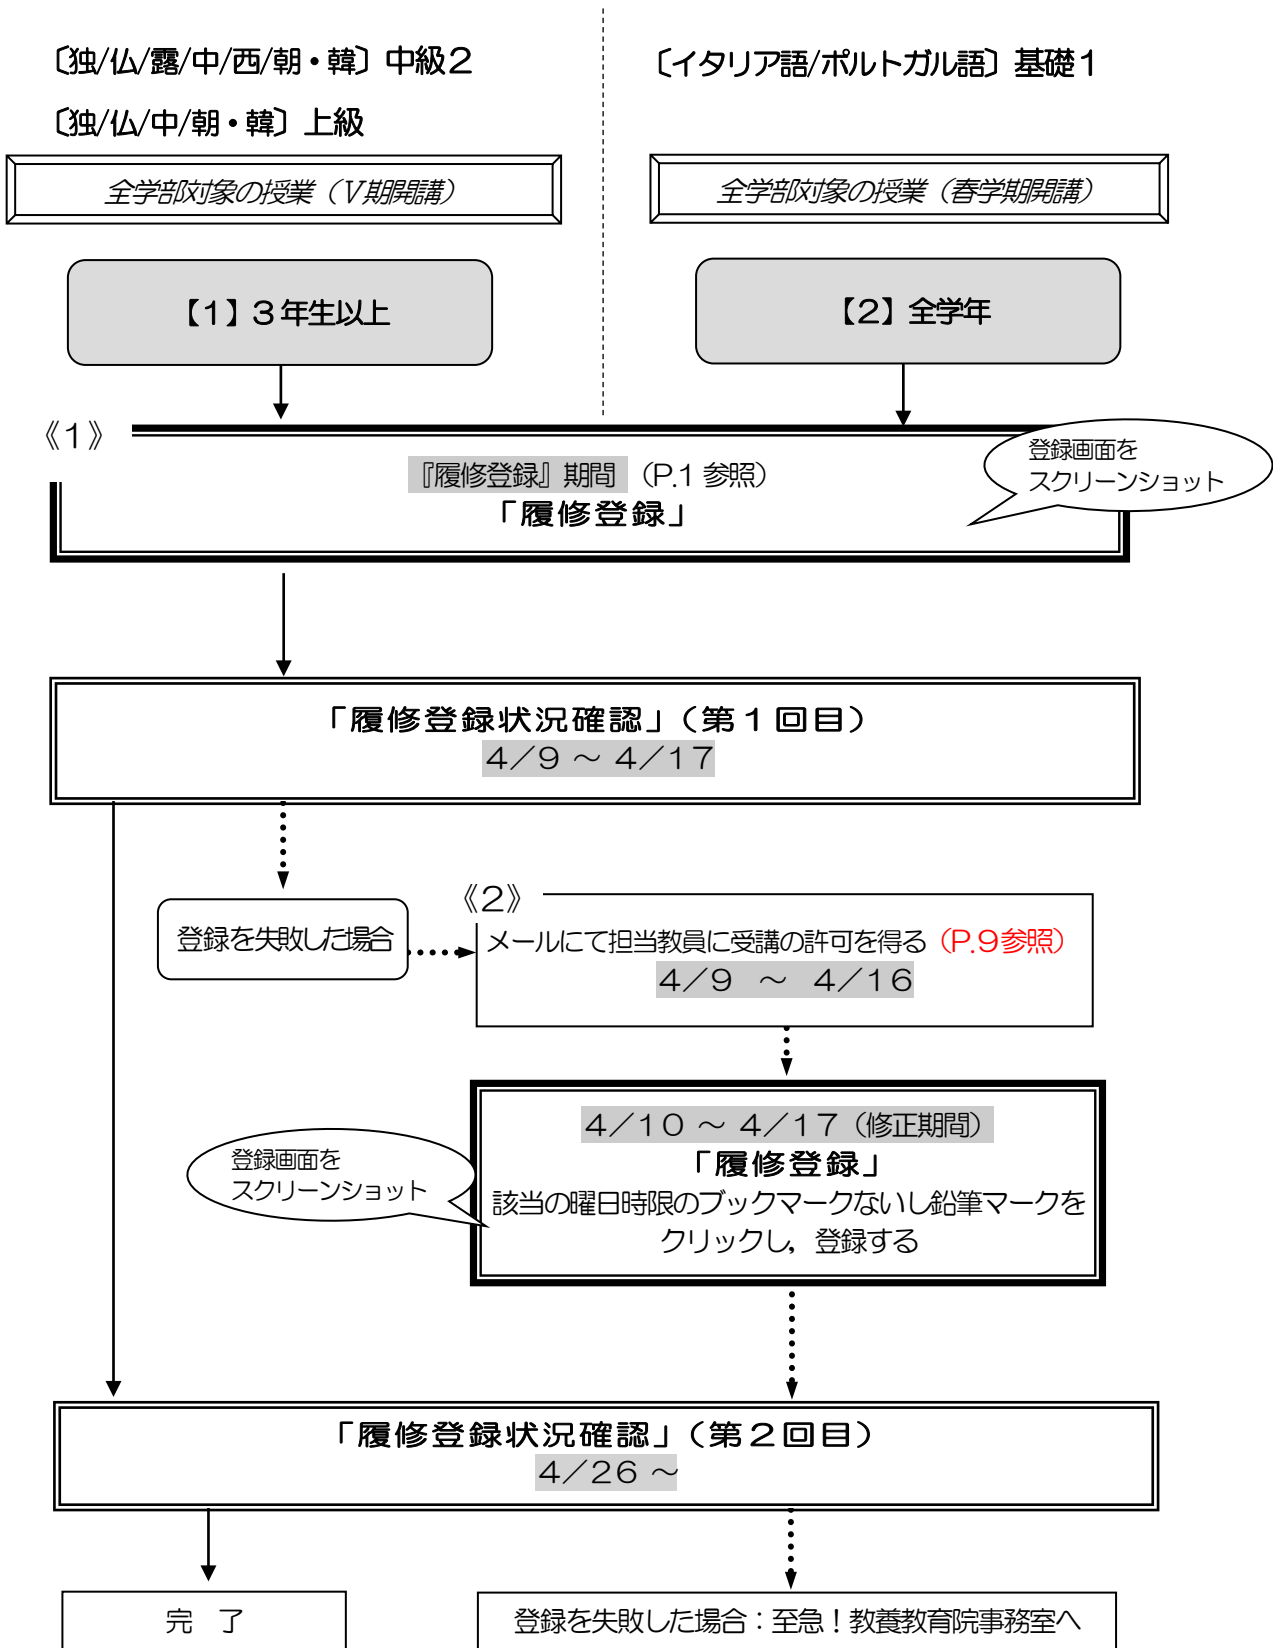 〔独/仏/露/中/西/朝・韓〕中級２
〔独/仏/中/朝・韓〕上級
全学部対象の授業（Ⅴ期開講）
【１】３年生以上
〔イタリア語/ポルトガル語〕基礎１
全学部対象の授業（春学期開講）
【２】全学年
《１》
『履修登録』期間（P.１参照）
「履修登録」
登録画面を
スクリーンショット
「履修登録状況確認」（第１回目）
４／９ ～ ４／１７
登録を失敗した場合
《２》
メールにて担当教員に受講の許可を得る（P.９参照）
４／９ ～ ４／１６
４／１０ ～ ４／１７（修正期間）
「履修登録」
該当の曜日時限のブックマークないし鉛筆マークを
クリックし，登録する
登録画面を
スクリーンショット
「履修登録状況確認」（第２回目）
４／２６ ～
完 了
登録を失敗した場合：至急！教養教育院事務室へ